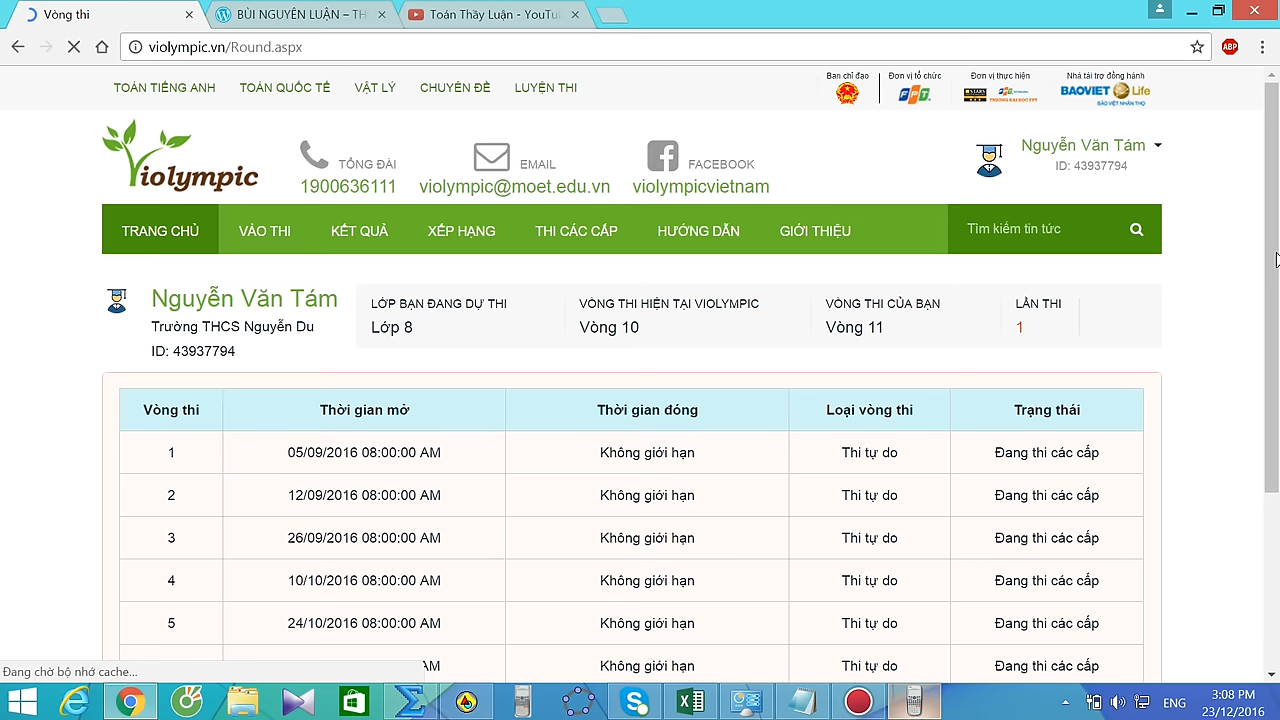 Vòng thi
BÙI NGUYÊN LUẬN – TH
Toán Thầy Luận - YouTu
violympic.vn/Round.aspx
ABP
TOÁN TIẾNG ANH TOÁN QUỐC TẾ VẬT LÝ CHUYÊN ĐỀ LUYỆN THI
Ban chỉ đạo Đơn vị tổ chức Đơn vị thực hiện Nhà tài trợ đồng hành
FPT BAOVIET Life
BẢO VIỆT NHÂN THỌ
Violympic
TỔNG ĐÀI EMAIL FACEBOOK
1900636111 violympic@moet.edu.vn violympicvietnam
Nguyễn Văn Tám
ID: 43937794
TRANG CHỦ VÀO THI KẾT QUẢ XẾP HẠNG THI CÁC CẤP HƯỚNG DẪN GIỚI THIỆU Tìm kiếm tin tức
Nguyễn Văn Tám
Trường THCS Nguyễn Du
ID: 43937794
LỚP BẠN ĐANG DỰ THI VÒNG THI HIỆN TẠI VIOLYMPIC VÒNG THI CỦA BẠN LẦN THI
Lớp 8 Vòng 10 Vòng 11 1
Vòng thi Thời gian mở Thời gian đóng Loại vòng thi Trạng thái
1 05/09/2016 08:00:00 AM Không giới hạn Thi tự do Đang thi các cấp
2 12/09/2016 08:00:00 AM Không giới hạn Thi tự do Đang thi các cấp
3 26/09/2016 08:00:00 AM Không giới hạn Thi tự do Đang thi các cấp
4 10/10/2016 08:00:00 AM Không giới hạn Thi tự do Đang thi các cấp
5 24/10/2016 08:00:00 AM Không giới hạn Thi tự do Đang thi các cấp
AM Không giới hạn Thi tự do Đang thi các cấp
Đang chờ bộ nhớ cache...
ENG
3:08 PM
23/12/2016